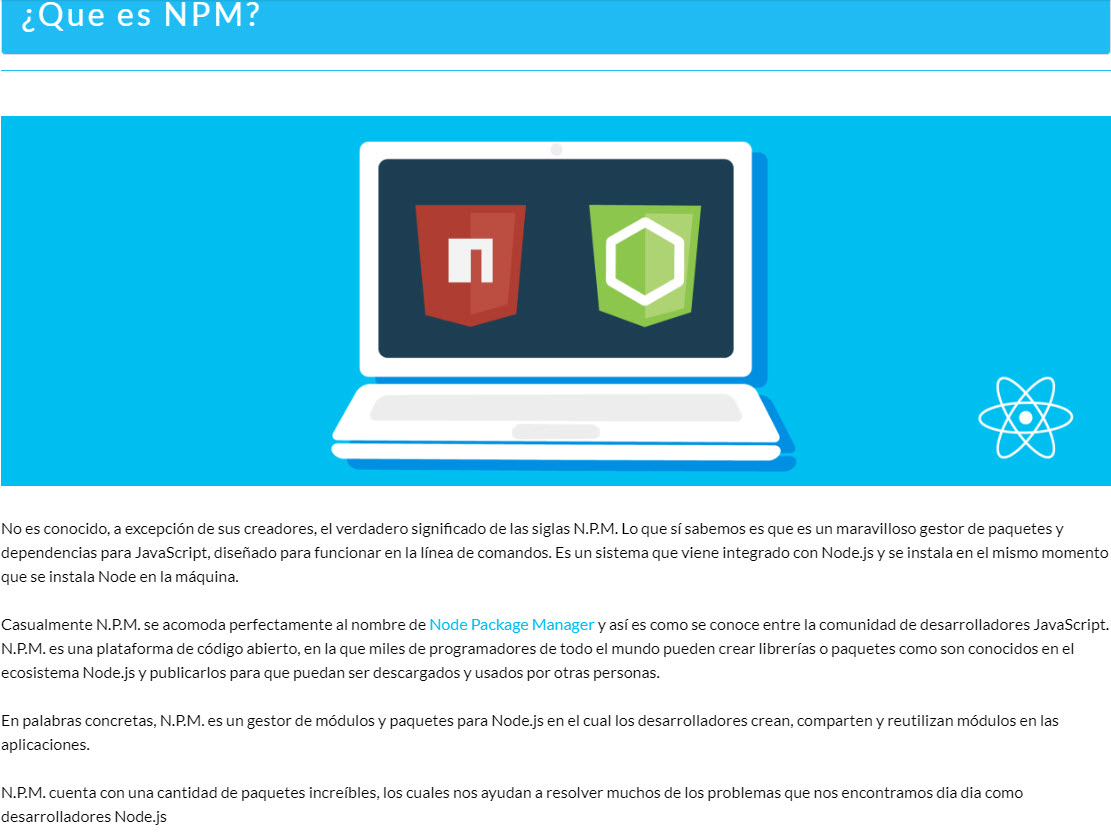 ¿Que es NPM?
No es conocido, a excepción de sus creadores, el verdadero significado de las siglas N.P.M. Lo que sí sabemos es que es un maravilloso gestor de paquetes y
dependencias para JavaScript, diseñado para funcionar en la línea de comandos. Es un sistema que viene integrado con Node.js y se instala en el mismo momento
que se instala Node en la máquina.
Casualmente N.P.M. se acomoda perfectamente al nombre de Node Package Manager y así es como se conoce entre la comunidad de desarrolladores JavaScript.
N.P.M. es una plataforma de código abierto, en la que miles de programadores de todo el mundo pueden crear librerías o paquetes como son conocidos en el
ecosistema Node.js y publicarlos para que puedan ser descargados y usados por otras personas.
En palabras concretas, N.P.M. es un gestor de módulos y paquetes para Node.js en el cual los desarrolladores crean, comparten y reutilizan módulos en las
aplicaciones.
N.P.M. cuenta con una cantidad de paquetes increíbles, los cuales nos ayudan a resolver muchos de los problemas que nos encontramos dia dia como
desarrolladores Node.js